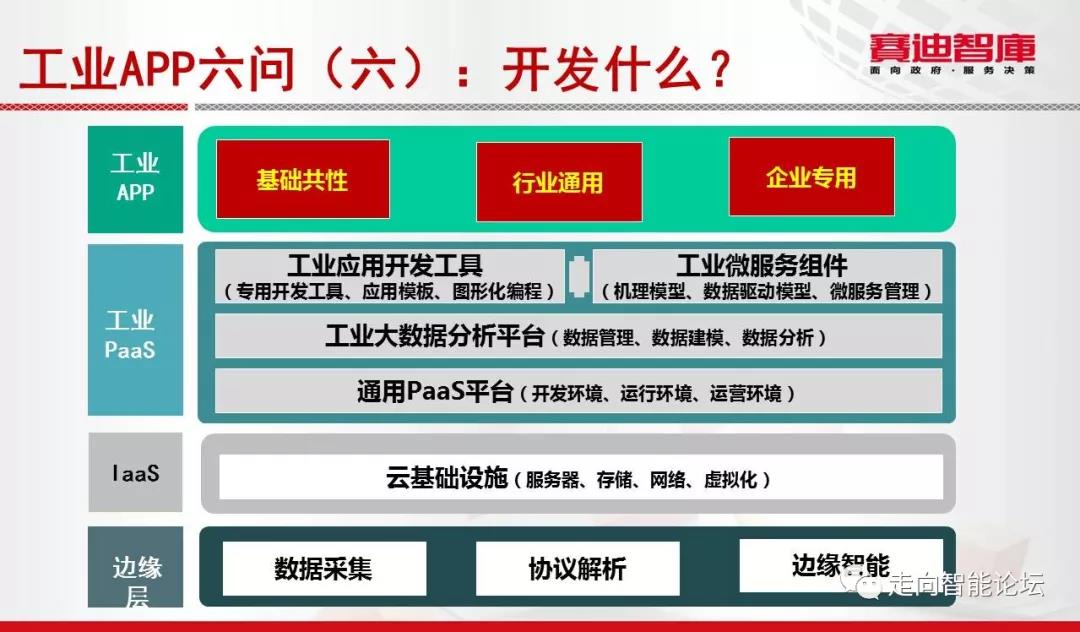 工业APP六问（六）：开发什么？
赛迪智库
面向政府·服务决策
工业
APP
基础共性
行业通用
企业专用
工业
PaaS
工业应用开发工具
（专用开发工具、应用模板、图形化编程）
工业微服务组件
（机理模型、数据驱动模型、微服务管理）
工业大数据分析平台（数据管理、数据建模、数据分析）
通用PaaS平台（开发环境、运行环境、运营环境）
IaaS
云基础设施（服务器、存储、网络、虚拟化）
边缘
层
数据采集
协议解析
边缘智能
走向智能论坛